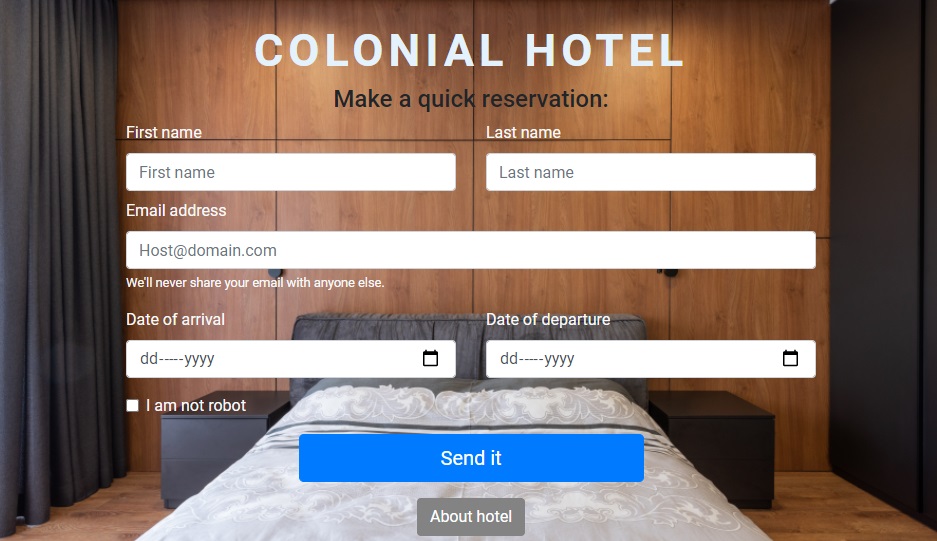 COLONIAL HOTEL
Make a quick reservation:
First name Last name
First name Last name
Email address
Host@domain.com
We'll never share your email with anyone else.
Date of arrival Date of departure
dd-----yyyy dd-----yyyy
I am not robot
Send it
About hotel